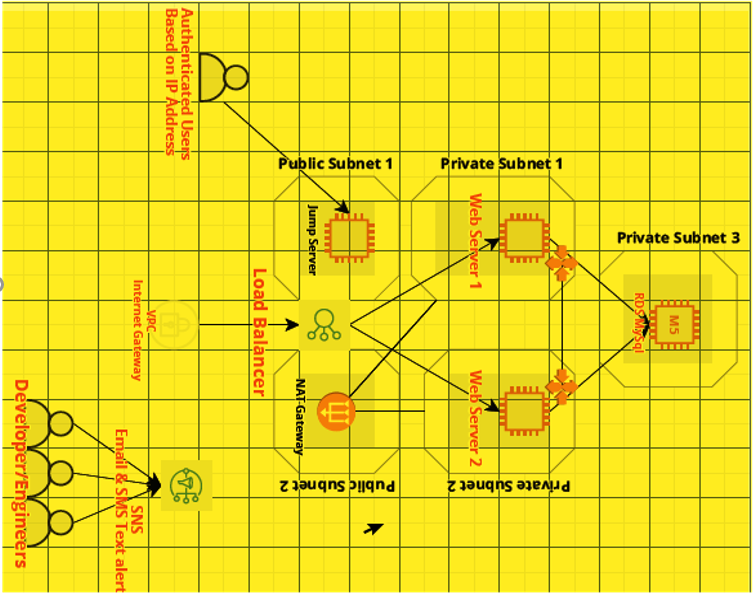 Authenticated Users
Based on IP Address
Public Subnet 1
Private Subnet 1
Jump Server
Web Server 1
Private Subnet 3
RDS MySql
M5
Load Balancer
VPC
Internet Gateway
NAT Gateway
Web Server 2
Public Subnet 2
Private Subnet 2
Developer/Engineers
SNS
Email & SMS Text alert